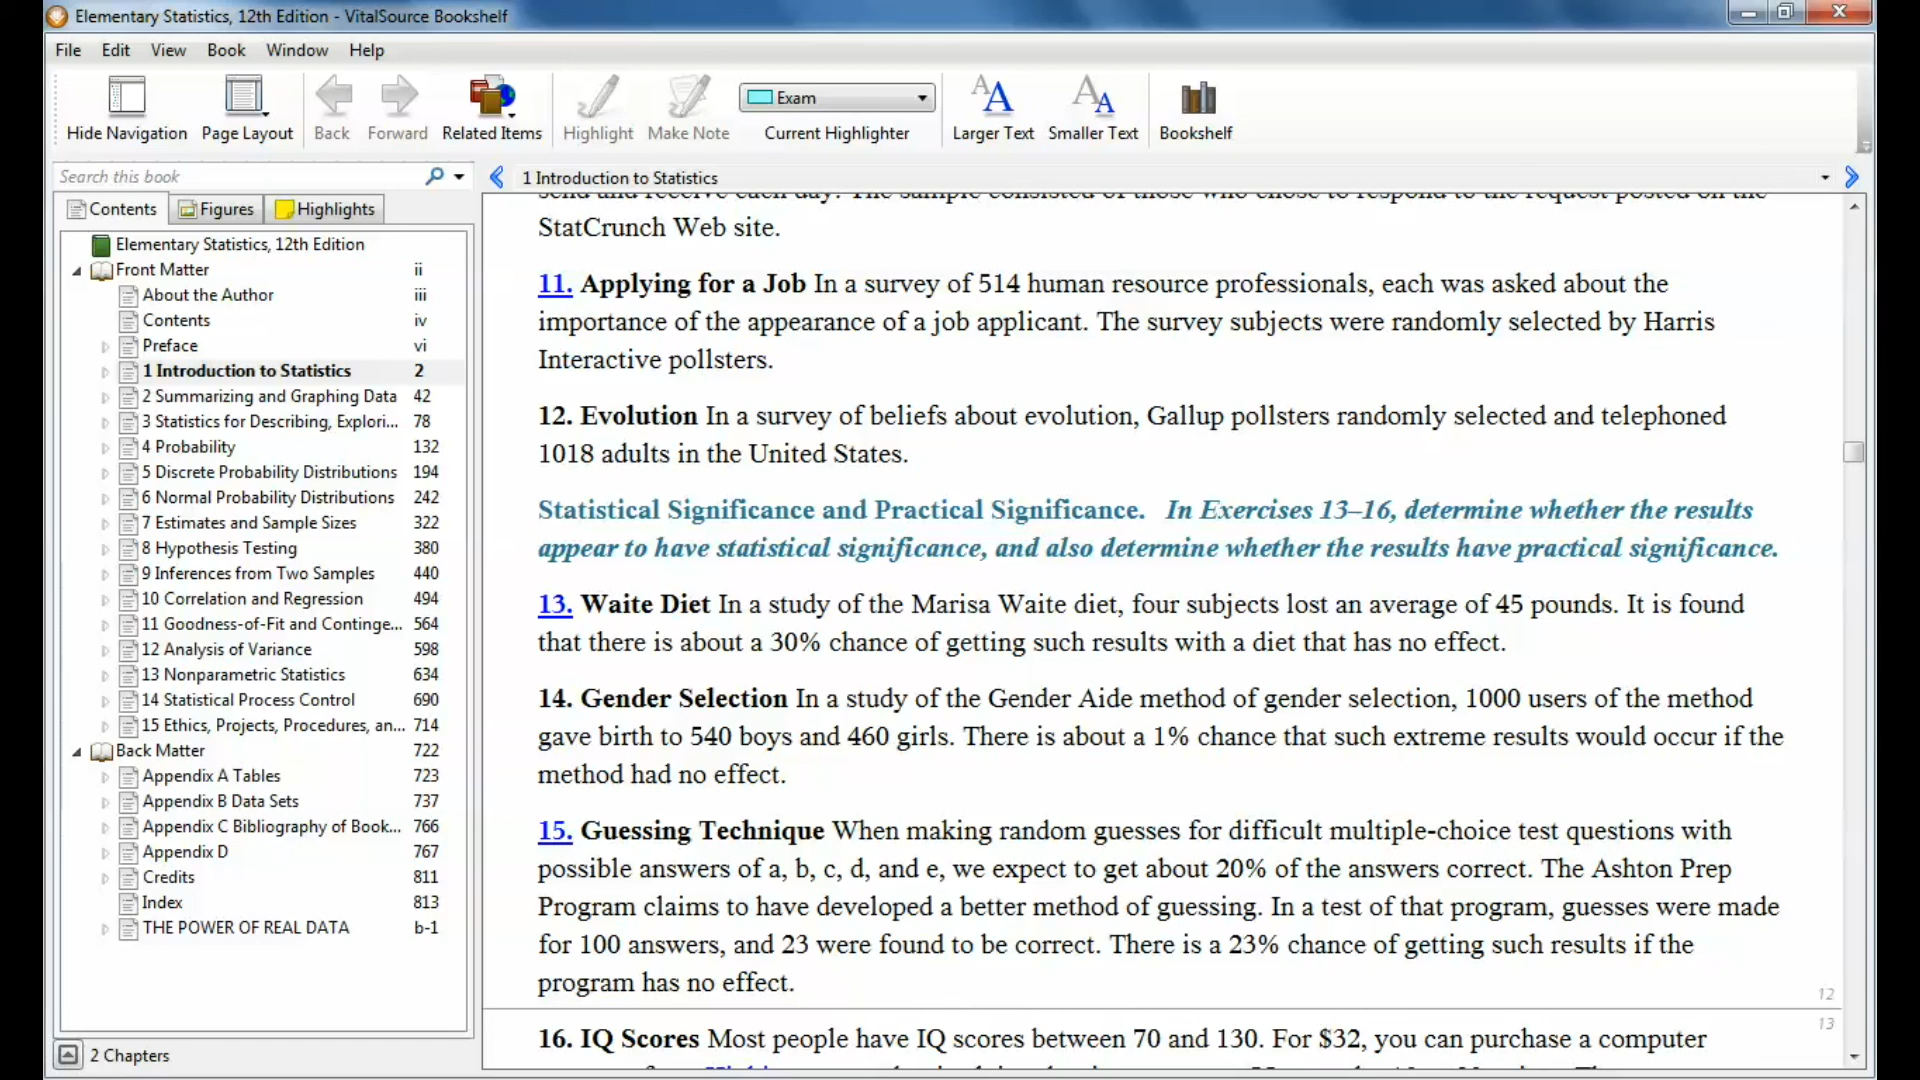 Elementary Statistics, 12th Edition - VitalSource Bookshelf
File Edit View Book Window Help
Hide Navigation Page Layout Back Forward Related Items Highlight Make Note Exam Current Highlighter Larger Text Smaller Text Bookshelf
Search this book
Contents Figures Highlights
Elementary Statistics, 12th Edition
Front Matter ii
About the Author iii
Contents iv
Preface vi
1 Introduction to Statistics 2
2 Summarizing and Graphing Data 42
3 Statistics for Describing, Explori... 78
4 Probability 132
5 Discrete Probability Distributions 194
6 Normal Probability Distributions 242
7 Estimates and Sample Sizes 322
8 Hypothesis Testing 380
9 Inferences from Two Samples 440
10 Correlation and Regression 494
11 Goodness-of-Fit and Continge... 564
12 Analysis of Variance 598
13 Nonparametric Statistics 634
14 Statistical Process Control 690
15 Ethics, Projects, Procedures, an... 714
Back Matter 722
Appendix A Tables 723
Appendix B Data Sets 737
Appendix C Bibliography of Book... 766
Appendix D 767
Credits 811
Index 813
THE POWER OF REAL DATA b-1
2 Chapters
1 Introduction to Statistics
send and receive each day. The sample consisted of those who chose to respond to the request posted on the
StatCrunch Web site.
11. Applying for a Job In a survey of 514 human resource professionals, each was asked about the
importance of the appearance of a job applicant. The survey subjects were randomly selected by Harris
Interactive pollsters.
12. Evolution In a survey of beliefs about evolution, Gallup pollsters randomly selected and telephoned
1018 adults in the United States.
Statistical Significance and Practical Significance. In Exercises 13–16, determine whether the results
appear to have statistical significance, and also determine whether the results have practical significance.
13. Waite Diet In a study of the Marisa Waite diet, four subjects lost an average of 45 pounds. It is found
that there is about a 30% chance of getting such results with a diet that has no effect.
14. Gender Selection In a study of the Gender Aide method of gender selection, 1000 users of the method
gave birth to 540 boys and 460 girls. There is about a 1% chance that such extreme results would occur if the
method had no effect.
15. Guessing Technique When making random guesses for difficult multiple-choice test questions with
possible answers of a, b, c, d, and e, we expect to get about 20% of the answers correct. The Ashton Prep
Program claims to have developed a better method of guessing. In a test of that program, guesses were made
for 100 answers, and 23 were found to be correct. There is a 23% chance of getting such results if the
program has no effect.
12
13
16. IQ Scores Most people have IQ scores between 70 and 130. For $32, you can purchase a computer